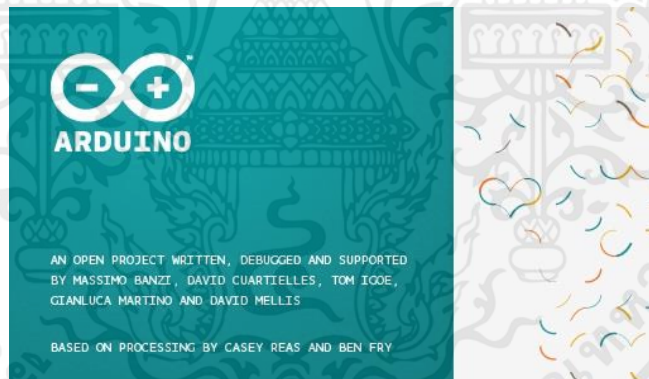 ARDUINO
AN OPEN PROJECT WRITTEN, DEBUGGED AND SUPPORTED
BY MASSIMO BANZI, DAVID CUARTIELLES, TOM IGOE,
GIANLUCA MARTINO AND DAVID MELLIS
BASED ON PROCESSING BY CASEY REAS AND BEN FRY